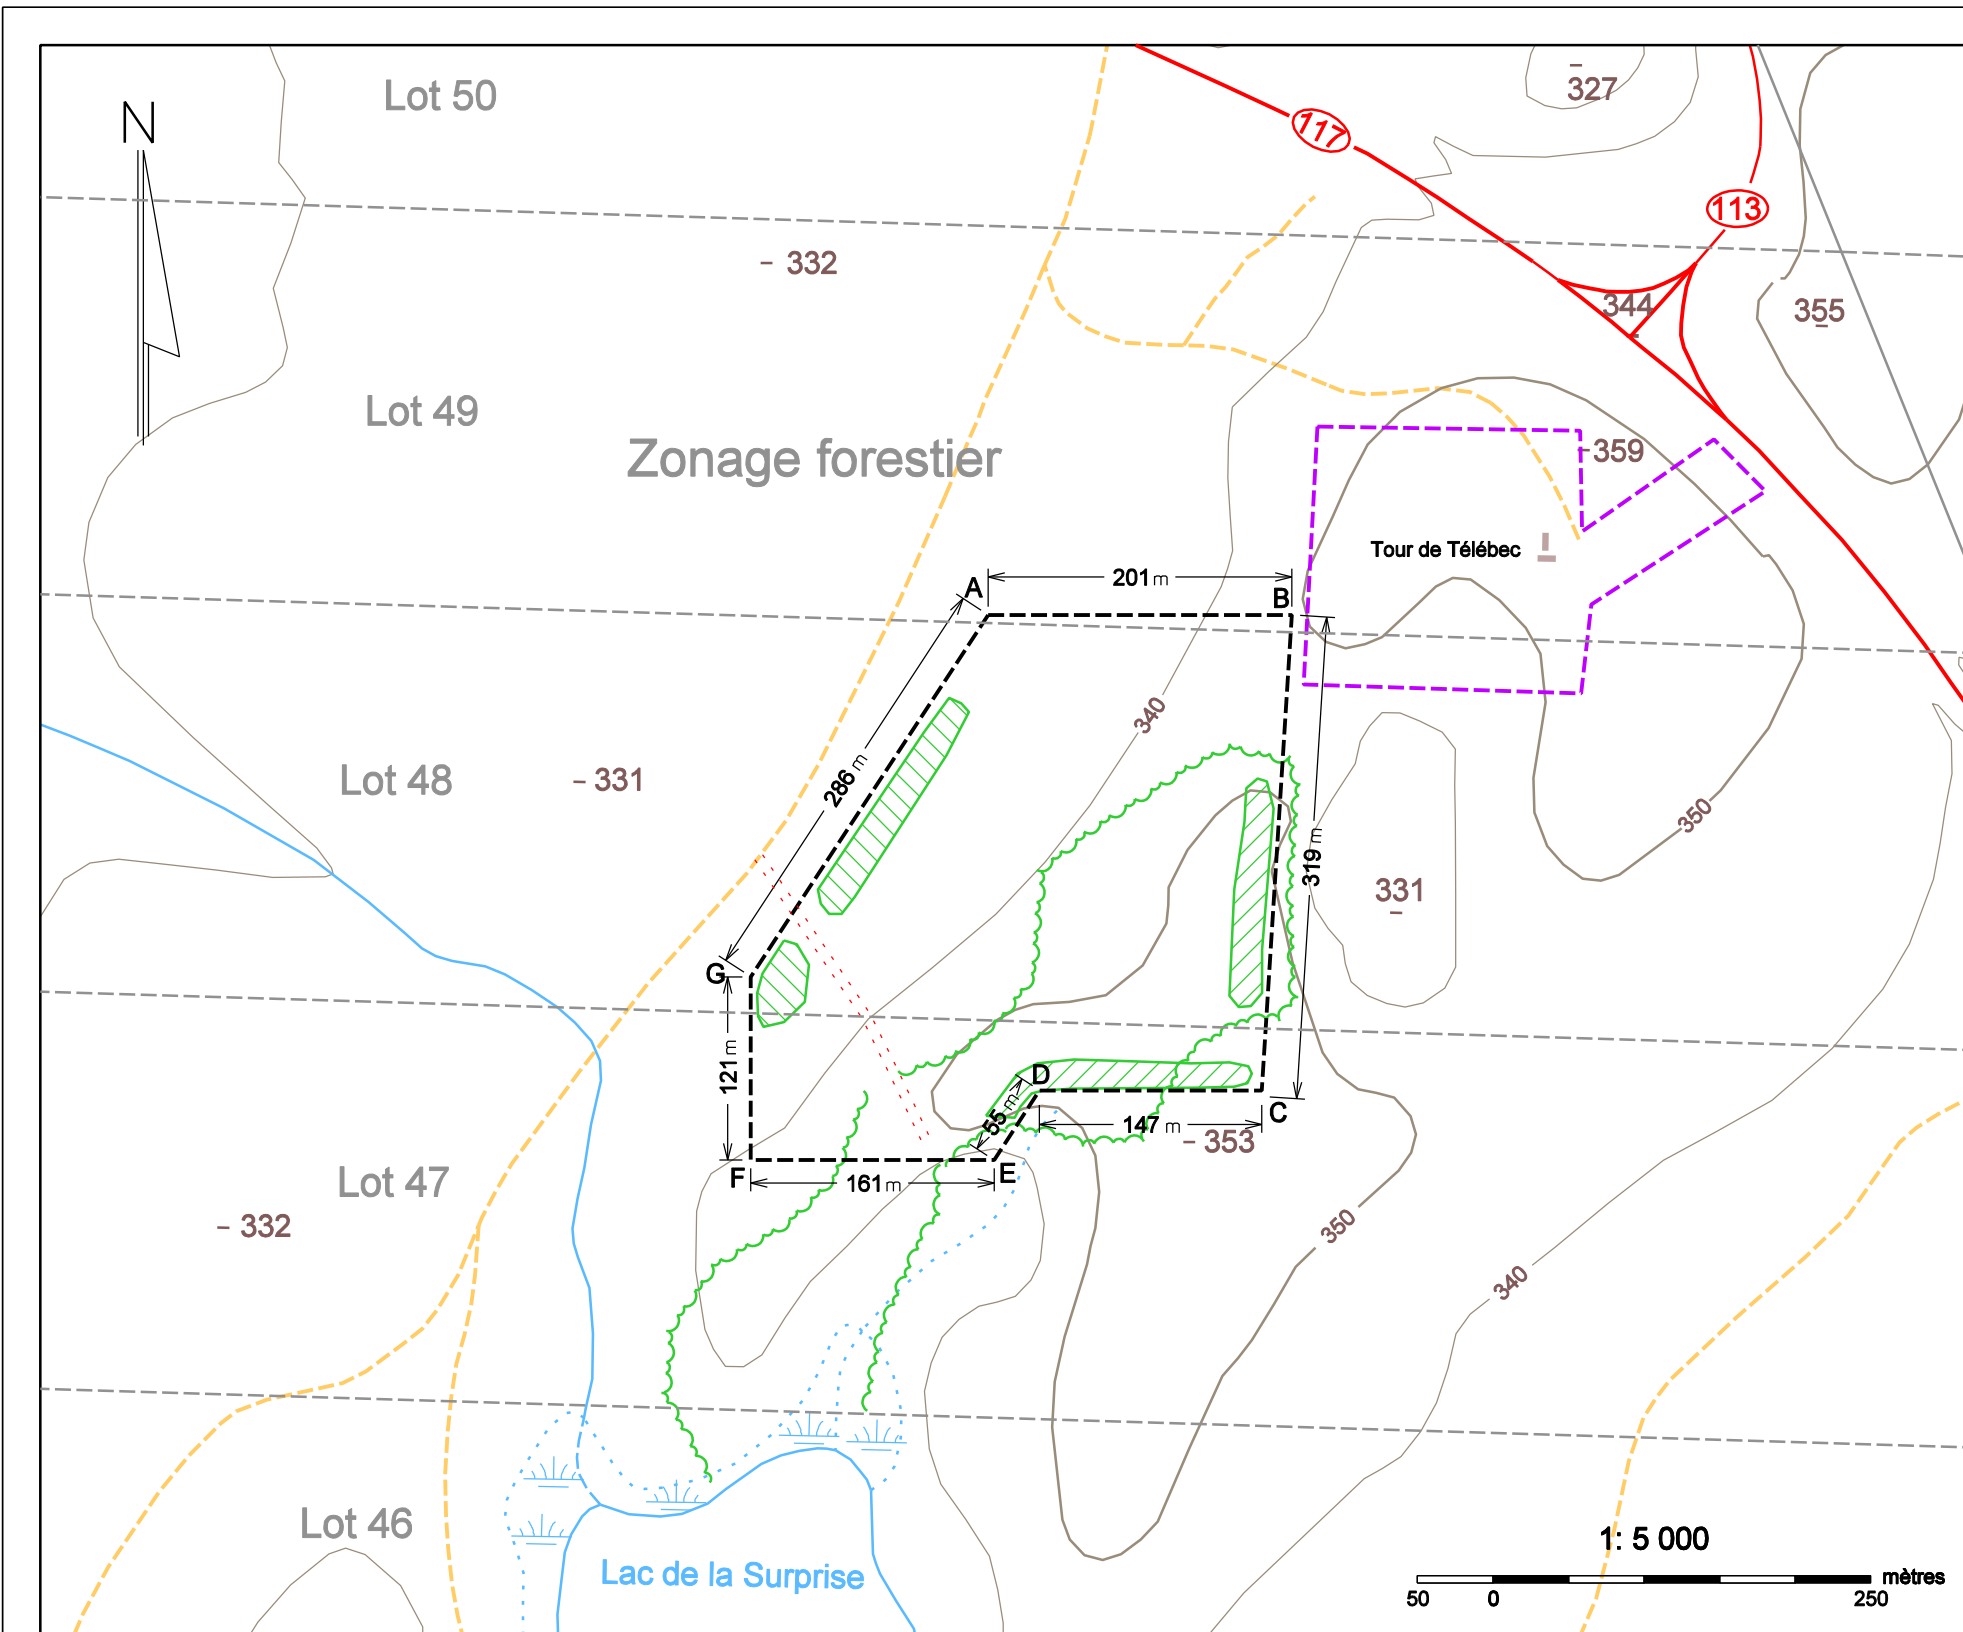 Lot 50
N
327
117
113
332
344
355
Lot 49
Zonage forestier
359
Tour de Télébec
A
201 m
B
340
286 m
Lot 48
331
350
319 m
331
G
121 m
D
55 m
C
147 m
353
F
161 m
E
Lot 47
332
350
340
Lot 46
Lac de la Surprise
1: 5 000
mètres
50 0 250